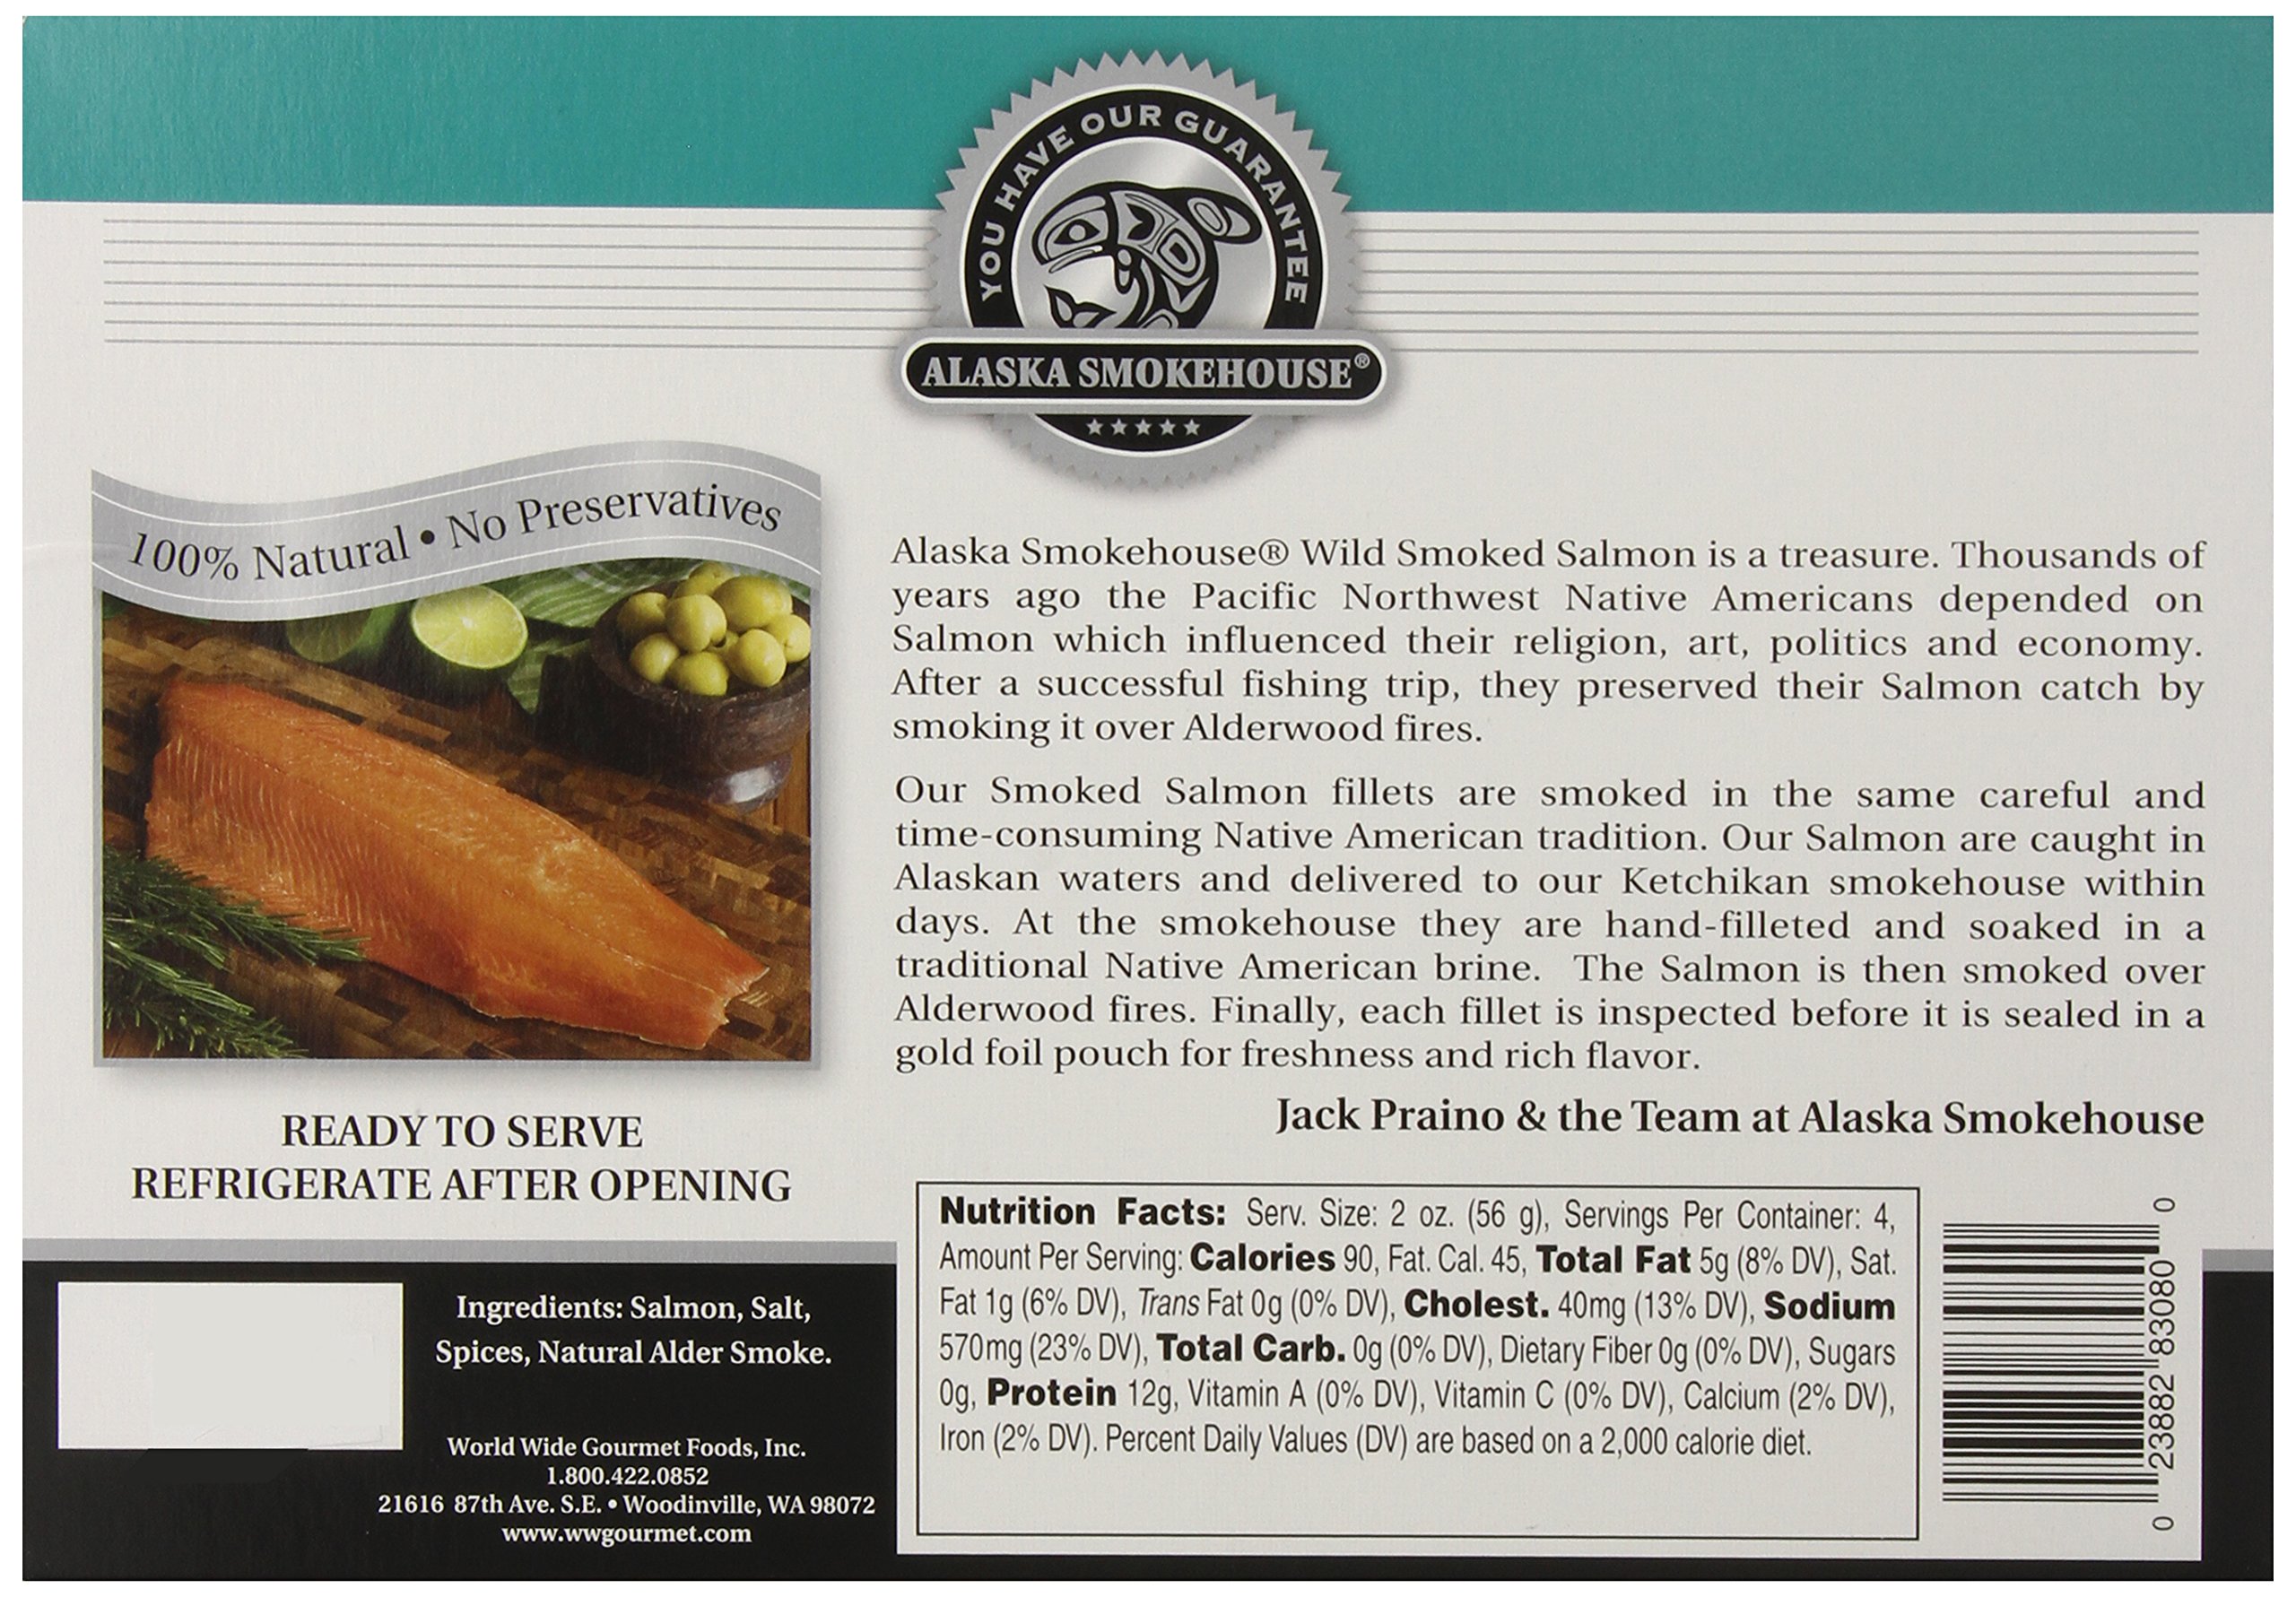 YOU HAVE OUR GUARANTEE
ALASKA SMOKEHOUSE®
100% Natural • No Preservatives
Alaska Smokehouse® Wild Smoked Salmon is a treasure. Thousands of
years ago the Pacific Northwest Native Americans depended on
Salmon which influenced their religion, art, politics and economy.
After a successful fishing trip, they preserved their Salmon catch by
smoking it over Alderwood fires.
Our Smoked Salmon fillets are smoked in the same careful and
time-consuming Native American tradition. Our Salmon are caught in
Alaskan waters and delivered to our Ketchikan smokehouse within
days. At the smokehouse they are hand-filleted and soaked in a
traditional Native American brine. The Salmon is then smoked over
Alderwood fires. Finally, each fillet is inspected before it is sealed in a
gold foil pouch for freshness and rich flavor.
Jack Praino & the Team at Alaska Smokehouse
READY TO SERVE
REFRIGERATE AFTER OPENING
Ingredients: Salmon, Salt,
Spices, Natural Alder Smoke.
World Wide Gourmet Foods, Inc.
1.800.422.0852
21616 87th Ave. S.E. • Woodinville, WA 98072
www.wwgourmet.com
Nutrition Facts: Serv. Size: 2 oz. (56 g), Servings Per Container: 4,
Amount Per Serving: Calories 90, Fat. Cal. 45, Total Fat 5g (8% DV), Sat.
Fat 1g (6% DV), Trans Fat 0g (0% DV), Cholest. 40mg (13% DV), Sodium
570mg (23% DV), Total Carb. 0g (0% DV), Dietary Fiber 0g (0% DV), Sugars
0g, Protein 12g, Vitamin A (0% DV), Vitamin C (0% DV), Calcium (2% DV),
Iron (2% DV). Percent Daily Values (DV) are based on a 2,000 calorie diet.
0 23882 83080 0